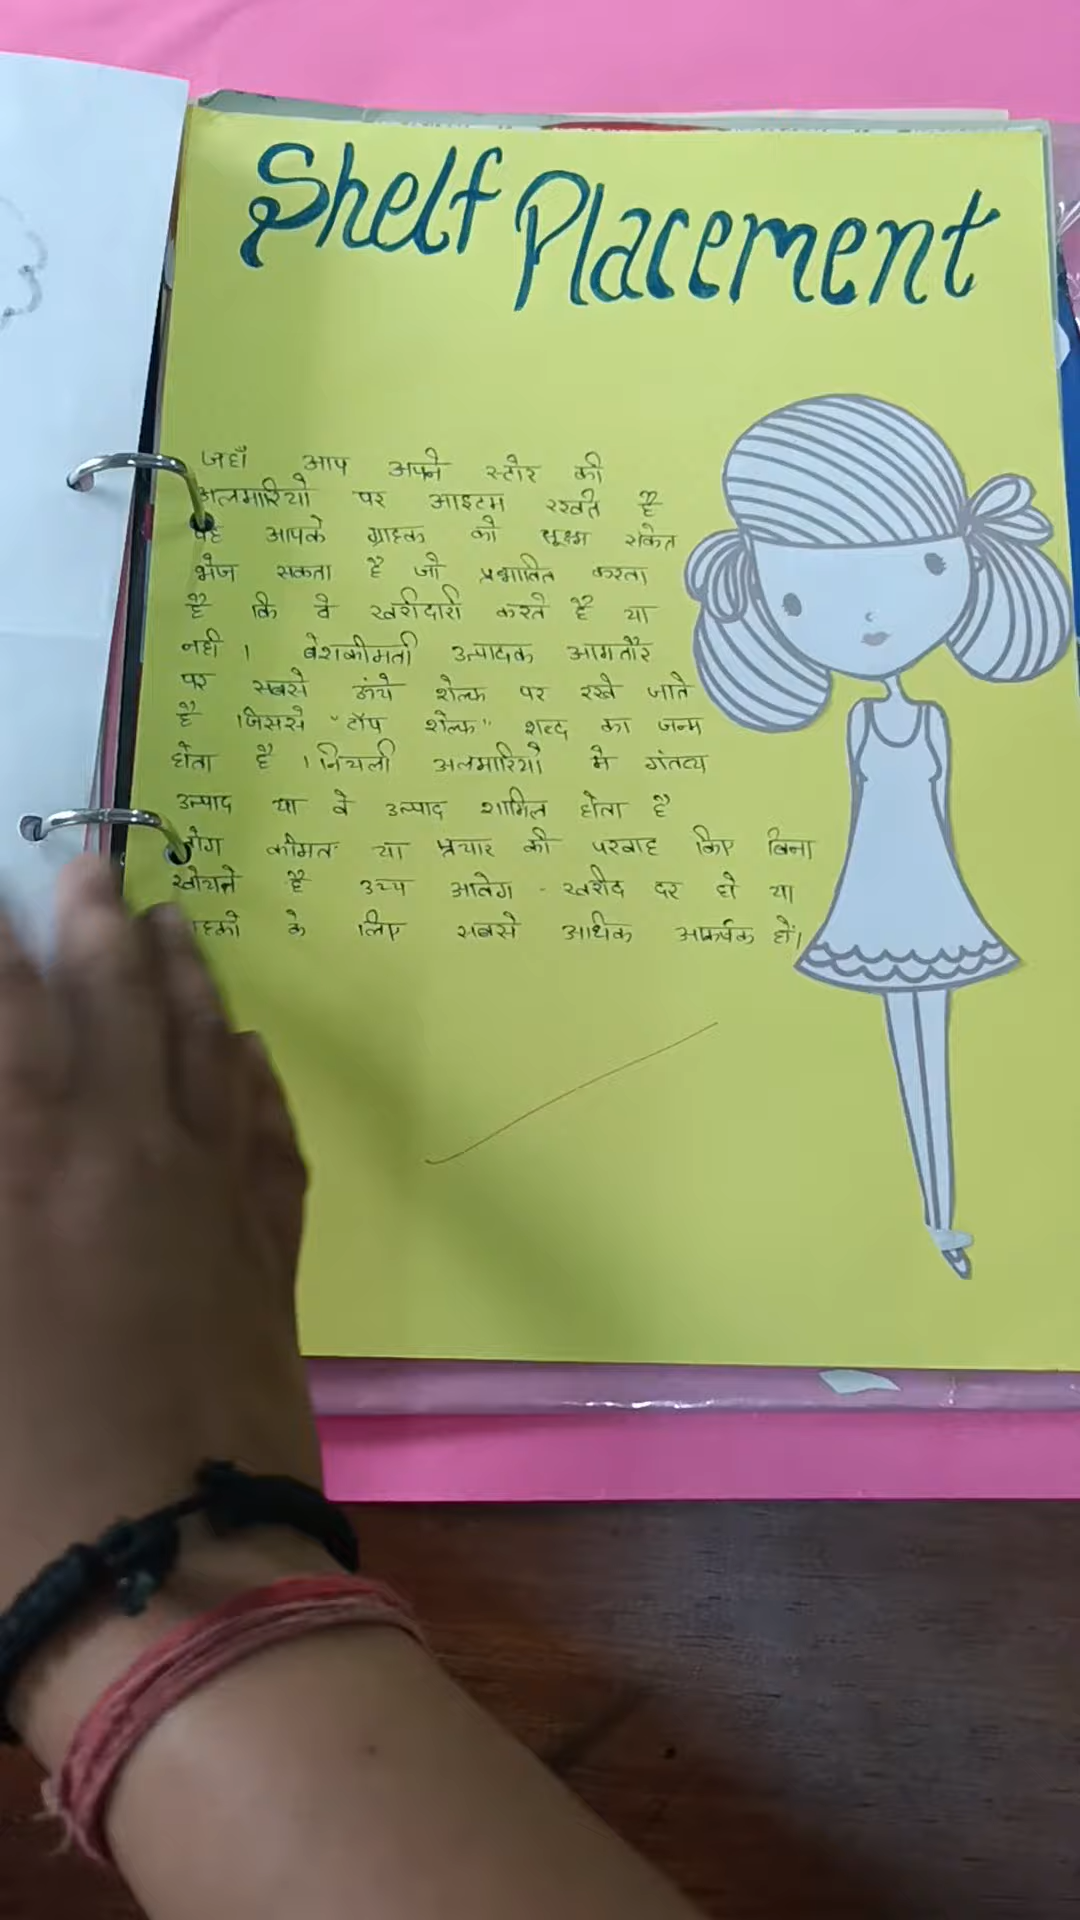 Shelf Placement
जहाँ आप अपने स्टोर की
अलमारियो पर आइटम रखते है
वह आपके ग्राहक को सूक्ष्म संकेत
भेज सकता है जो प्रभावित करता
है कि वे खरीदारी करते है या
नही । बेशकीमती उत्पादक आमतौर
पर सबसे ऊंचे शेल्फ पर रखे जाते
है ।जिससे "टॉप शेल्फ" शब्द का जन्म
होता है । निचली अलमारियो मे गंतव्य
उत्पाद या वे उत्पाद शामिल होता है
लोग कीमत या प्रचार की परवाह किए बिना
खोजते है उच्च आवेग - खरीद दर हो या
के लिए सबसे अधिक आकर्षक हों।